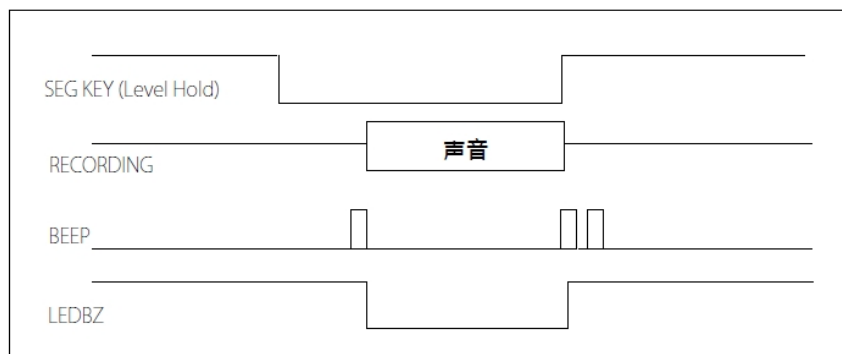 SEG KEY (Level Hold)
声音
RECORDING
BEEP
LEDBZ